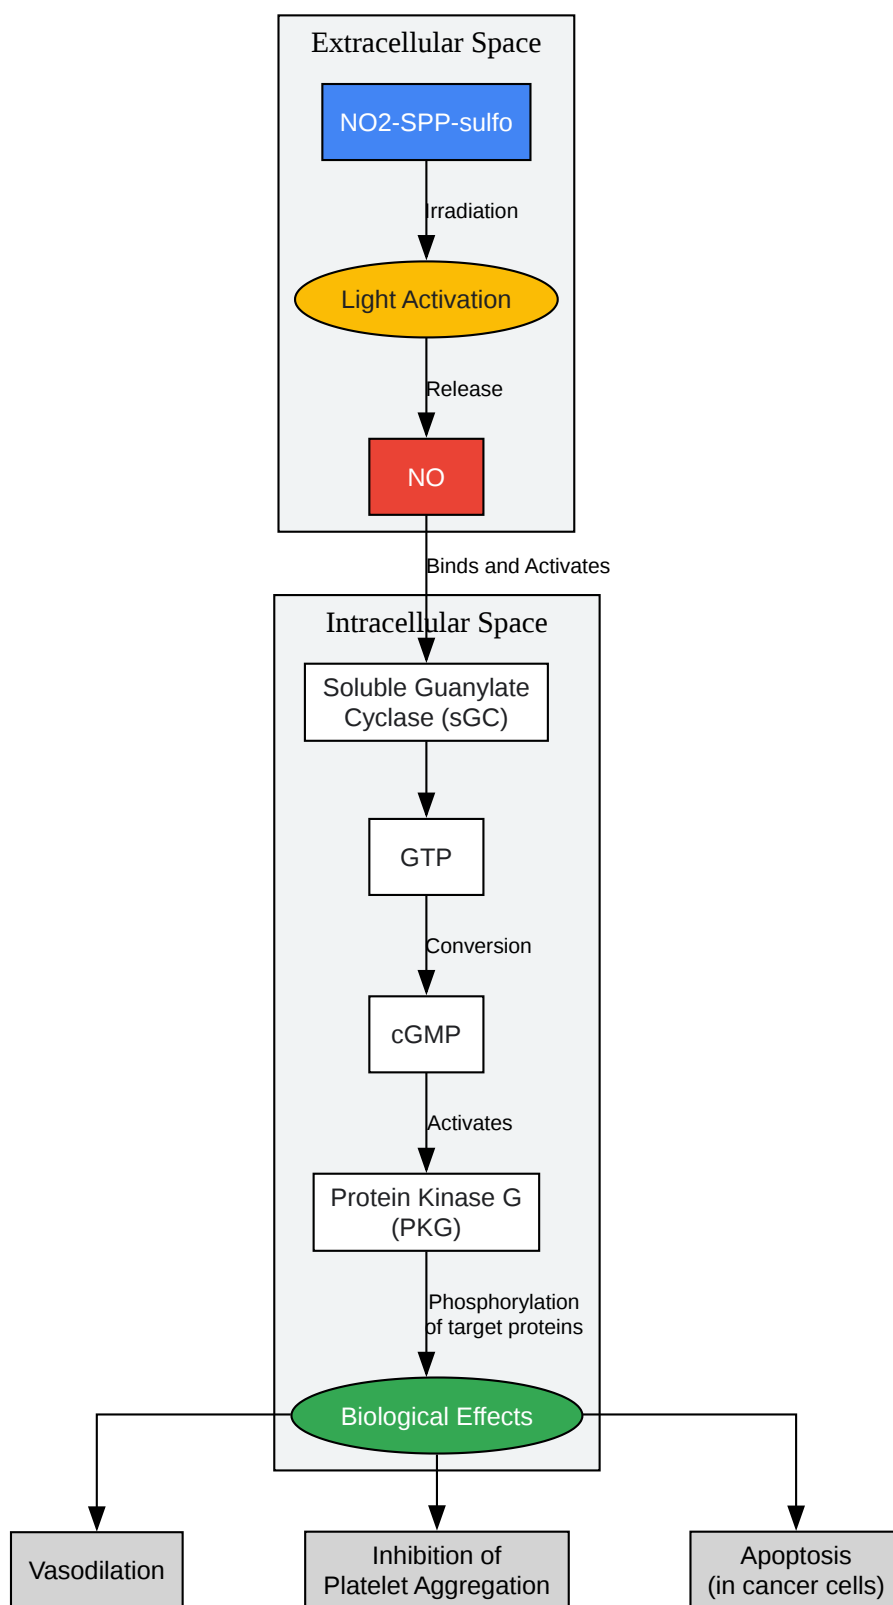 Extracellular Space
NO2-SPP-sulfo
Irradiation
Light Activation
Release
NO
Binds and Activates
Intracellular Space
Soluble Guanylate
Cyclase (sGC)
GTP
Conversion
cGMP
Activates
Protein Kinase G
(PKG)
Phosphorylation
of target proteins
Biological Effects
Vasodilation
Inhibition of
Platelet Aggregation
Apoptosis
(in cancer cells)